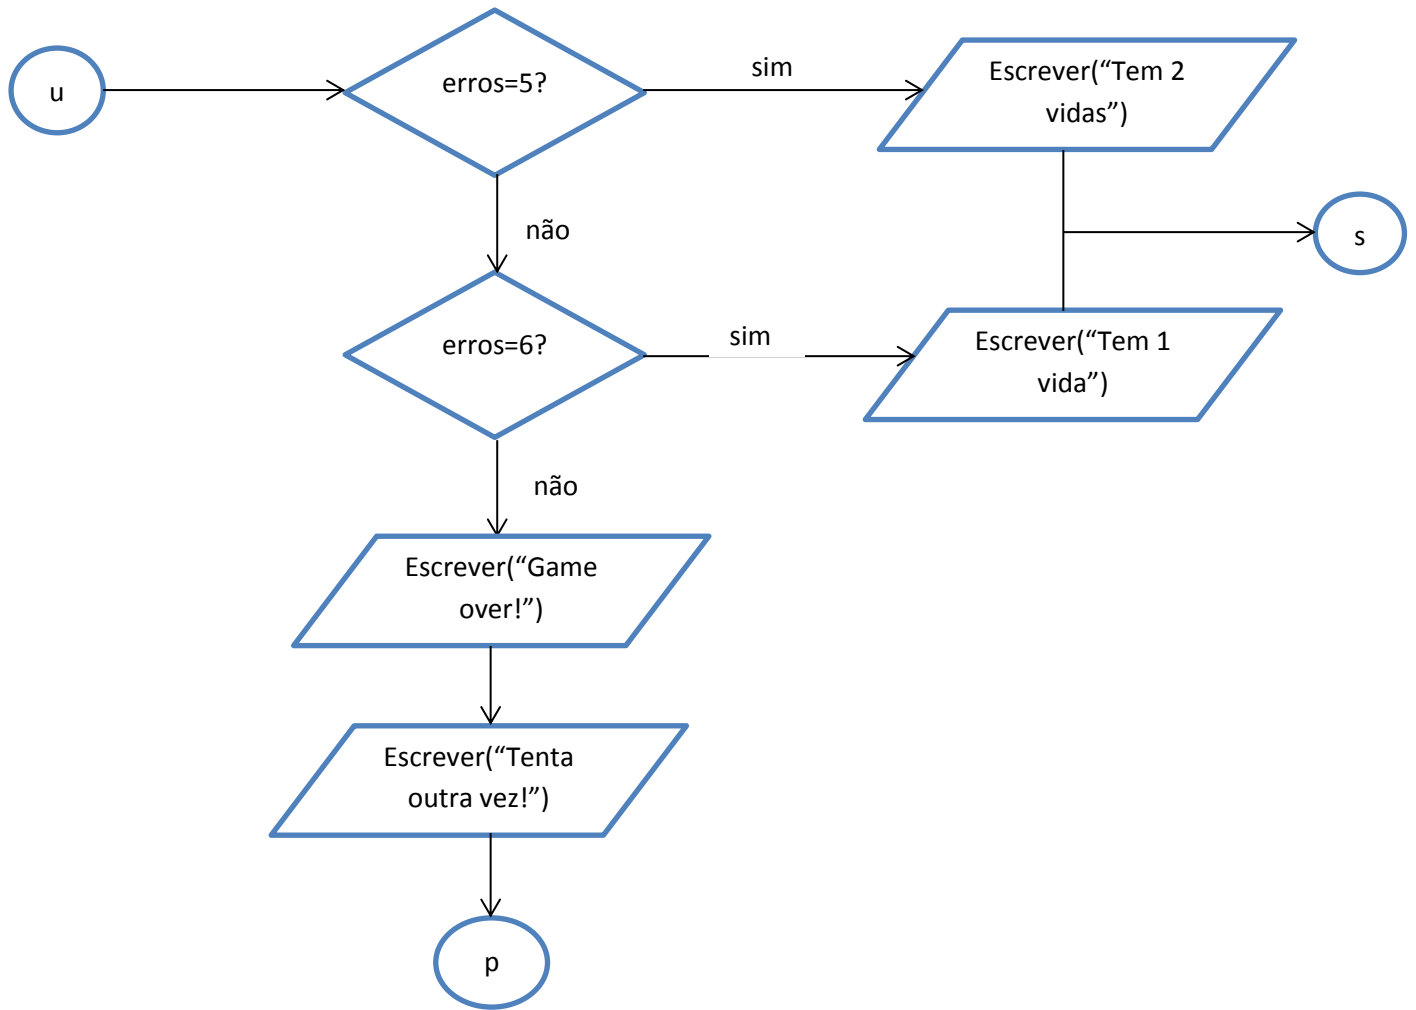 u
erros=5?
sim
Escrever(“Tem 2
vidas”)
não
s
erros=6?
sim
Escrever(“Tem 1
vida”)
não
Escrever(“Game
over!”)
Escrever(“Tenta
outra vez!”)
p